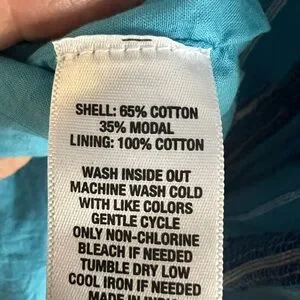 SHELL: 65% COTTON
35% MODAL
LINING: 100% COTTON
WASH INSIDE OUT
MACHINE WASH COLD
WITH LIKE COLORS
GENTLE CYCLE
ONLY NON-CHLORINE
BLEACH IF NEEDED
TUMBLE DRY LOW
COOL IRON IF NEEDED
MADE IN